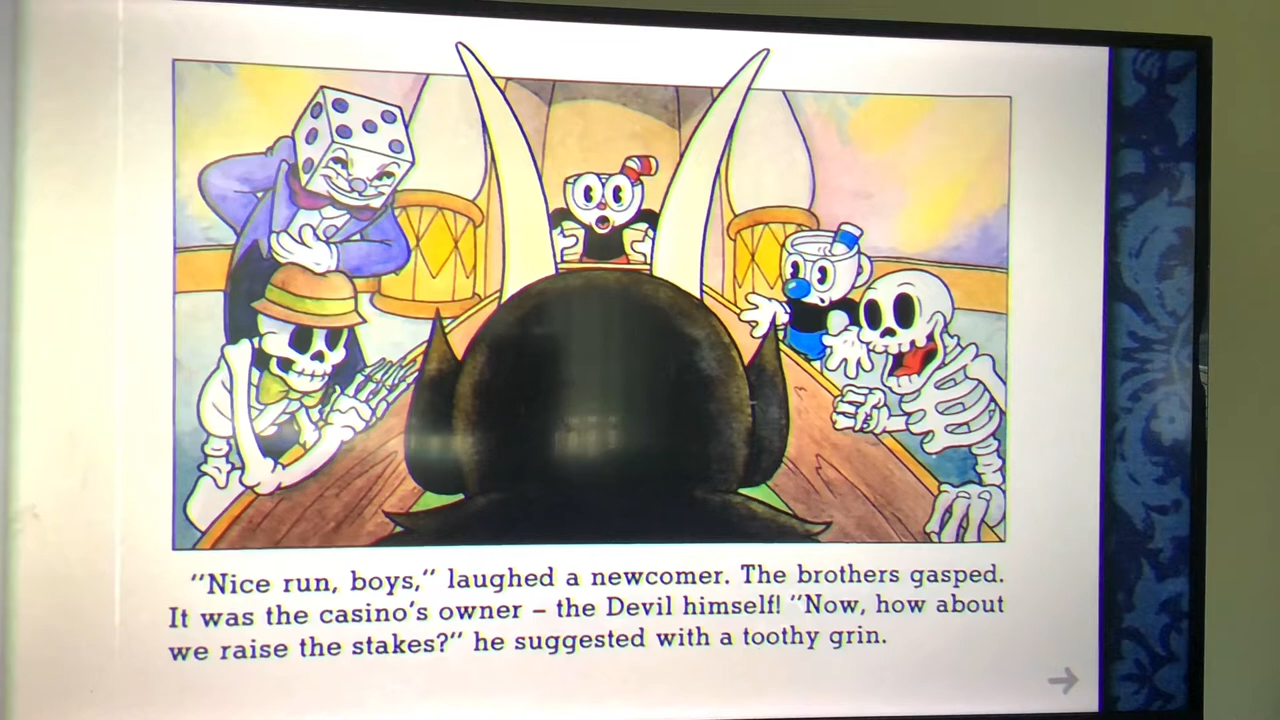 "Nice run, boys," laughed a newcomer. The brothers gasped.
It was the casino's owner – the Devil himself! "Now, how about
we raise the stakes?" he suggested with a toothy grin.